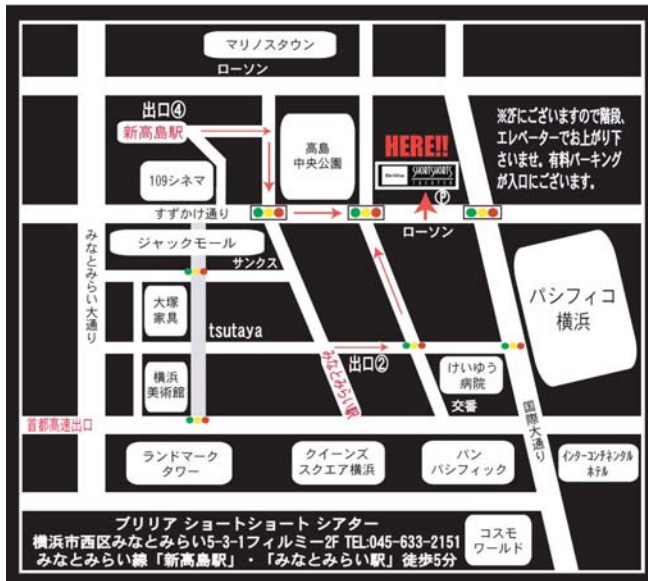 マリノスタウン
ローソン
出口④
新高島駅
高島
中央公園
HERE!!
SHORTSHORTS
THEATER
Ⓟ
※2Fにございますので階段、
エレベーターでお上がり下
さいませ。有料パーキング
が入口にございます。
109シネマ
すずかけ通り
ローソン
ジャックモール
サンクス
みなとみらい大通り
パシフィコ
横浜
大塚
家具
tsutaya
出口②
みなとみらい駅
けいゆう
病院
横浜
美術館
交番
国際大通り
首都高速出口
ランドマーク
タワー
クイーンズ
スクエア横浜
パン
パシフィック
インターコンチネンタル
ホテル
ブリリア ショートショート シアター
横浜市西区みなとみらい5-3-1フィルミー2F TEL:045-633-2151
みなとみらい線「新高島駅」・「みなとみらい駅」徒歩5分
コスモ
ワールド